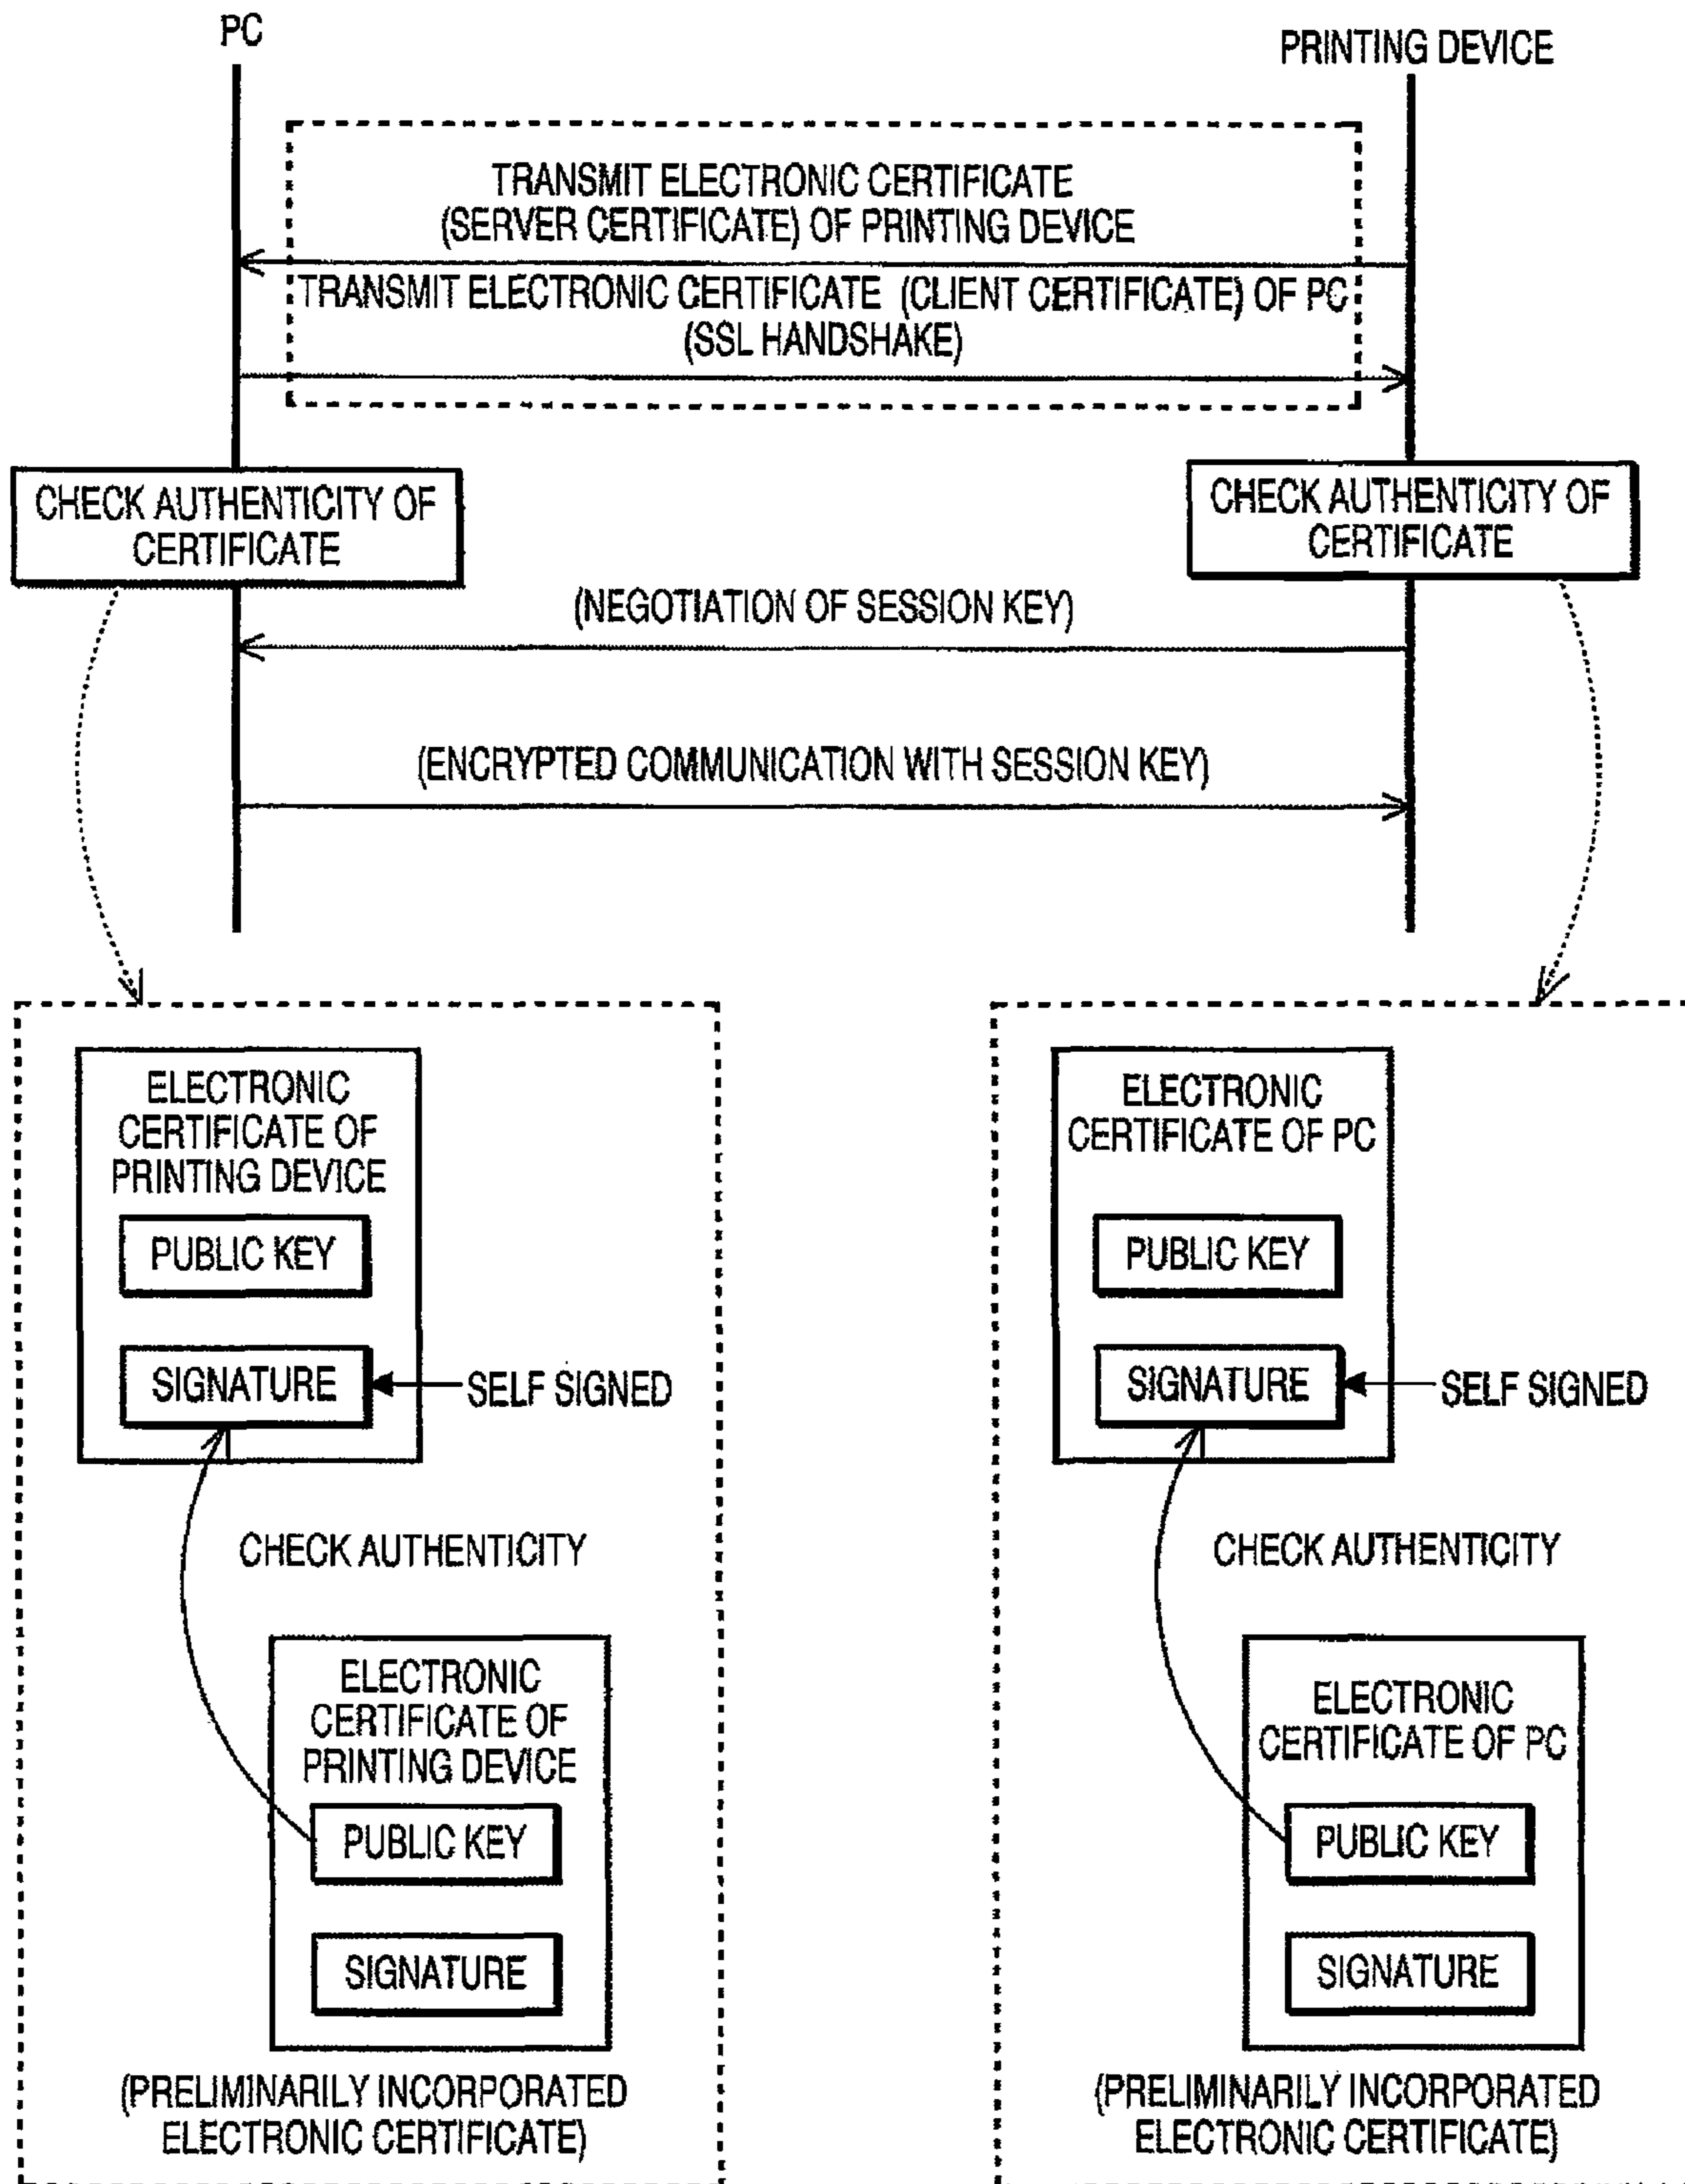 PC
PRINTING DEVICE
TRANSMIT ELECTRONIC CERTIFICATE
(SERVER CERTIFICATE) OF PRINTING DEVICE
TRANSMIT ELECTRONIC CERTIFICATE (CLIENT CERTIFICATE) OF PC
(SSL HANDSHAKE)
CHECK AUTHENTICITY OF
CERTIFICATE
CHECK AUTHENTICITY OF
CERTIFICATE
(NEGOTIATION OF SESSION KEY)
(ENCRYPTED COMMUNICATION WITH SESSION KEY)
ELECTRONIC
CERTIFICATE OF
PRINTING DEVICE
PUBLIC KEY
SIGNATURE
SELF SIGNED
CHECK AUTHENTICITY
ELECTRONIC
CERTIFICATE OF
PRINTING DEVICE
PUBLIC KEY
SIGNATURE
(PRELIMINARILY INCORPORATED
ELECTRONIC CERTIFICATE)
ELECTRONIC
CERTIFICATE OF PC
PUBLIC KEY
SIGNATURE
SELF SIGNED
CHECK AUTHENTICITY
ELECTRONIC
CERTIFICATE OF PC
PUBLIC KEY
SIGNATURE
(PRELIMINARILY INCORPORATED
ELECTRONIC CERTIFICATE)